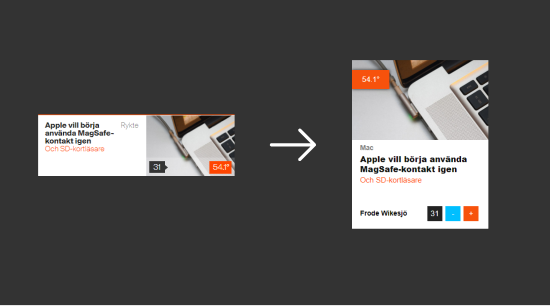 Apple vill börja
använda MagSafe-
kontakt igen
Och SD-kortläsare
Rykte
31
54.1°
54.1°
Mac
Apple vill börja använda
MagSafe-kontakt igen
Och SD-kortläsare
Frode Wikesjö
31
-
+